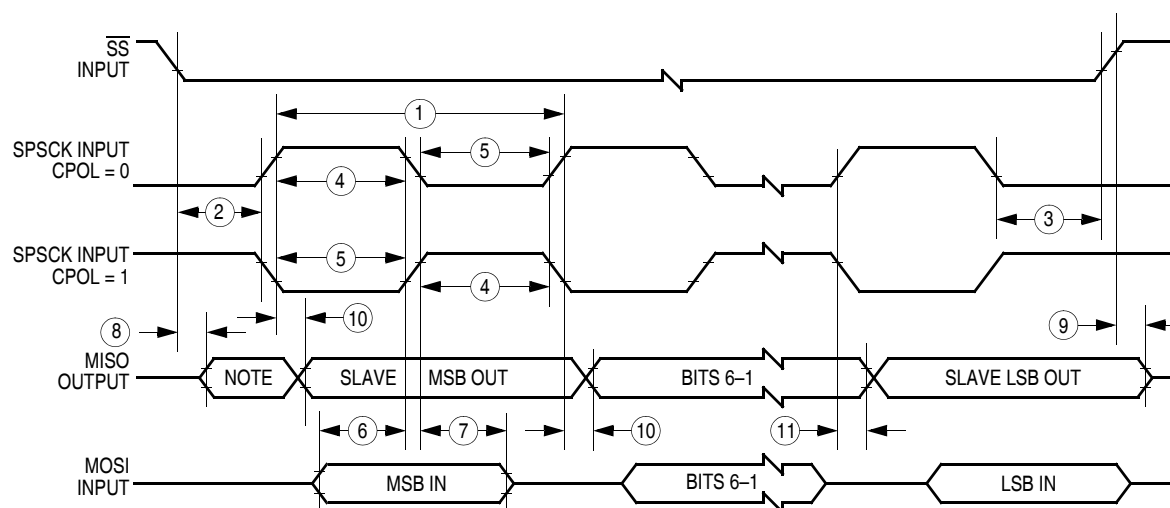 SS
INPUT
1
SPSCK INPUT
CPOL = 0
5
4
2
3
SPSCK INPUT
CPOL = 1
5
4
8
10
9
MISO
OUTPUT
NOTE
SLAVE MSB OUT
BITS 6–1
SLAVE LSB OUT
6
7
10
11
MOSI
INPUT
MSB IN
BITS 6–1
LSB IN